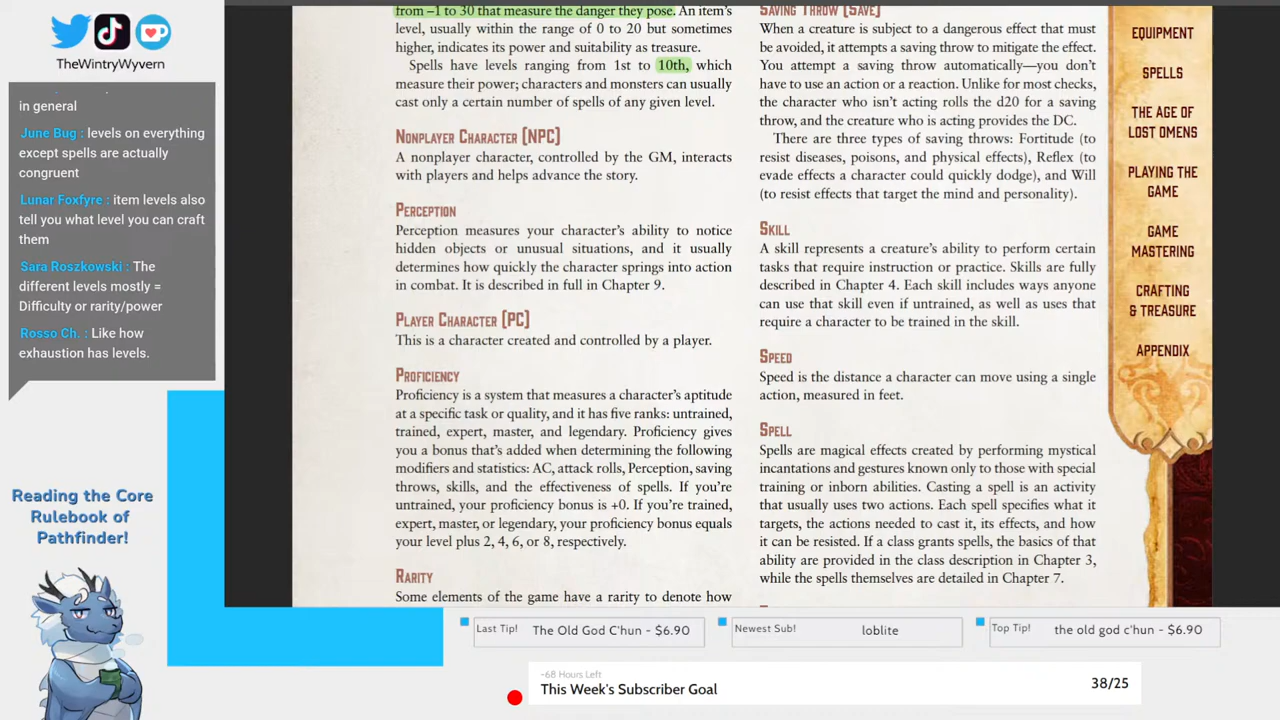 TheWintryWyvern
in general
June Bug : levels on everything
except spells are actually
congruent
Lunar Foxfyre : item levels also
tell you what level you can craft
them
Sara Roszkowski : The
different levels mostly =
Difficulty or rarity/power
Rosso Ch. : Like how
exhaustion has levels.
Reading the Core
Rulebook of
Pathfinder!
from –1 to 30 that measure the danger they pose. An item's
level, usually within the range of 0 to 20 but sometimes
higher, indicates its power and suitability as treasure.
Spells have levels ranging from 1st to 10th, which
measure their power; characters and monsters can usually
cast only a certain number of spells of any given level.
NONPLAYER CHARACTER (NPC)
A nonplayer character, controlled by the GM, interacts
with players and helps advance the story.
PERCEPTION
Perception measures your character's ability to notice
hidden objects or unusual situations, and it usually
determines how quickly the character springs into action
in combat. It is described in full in Chapter 9.
PLAYER CHARACTER (PC)
This is a character created and controlled by a player.
PROFICIENCY
Proficiency is a system that measures a character's aptitude
at a specific task or quality, and it has five ranks: untrained,
trained, expert, master, and legendary. Proficiency gives
you a bonus that's added when determining the following
modifiers and statistics: AC, attack rolls, Perception, saving
throws, skills, and the effectiveness of spells. If you're
untrained, your proficiency bonus is +0. If you're trained,
expert, master, or legendary, your proficiency bonus equals
your level plus 2, 4, 6, or 8, respectively.
RARITY
Some elements of the game have a rarity to denote how
SAVING THROW (SAVE)
When a creature is subject to a dangerous effect that must
be avoided, it attempts a saving throw to mitigate the effect.
You attempt a saving throw automatically—you don't
have to use an action or a reaction. Unlike for most checks,
the character who isn't acting rolls the d20 for a saving
throw, and the creature who is acting provides the DC.
There are three types of saving throws: Fortitude (to
resist diseases, poisons, and physical effects), Reflex (to
evade effects a character could quickly dodge), and Will
(to resist effects that target the mind and personality).
SKILL
A skill represents a creature's ability to perform certain
tasks that require instruction or practice. Skills are fully
described in Chapter 4. Each skill includes ways anyone
can use that skill even if untrained, as well as uses that
require a character to be trained in the skill.
SPEED
Speed is the distance a character can move using a single
action, measured in feet.
SPELL
Spells are magical effects created by performing mystical
incantations and gestures known only to those with special
training or inborn abilities. Casting a spell is an activity
that usually uses two actions. Each spell specifies what it
targets, the actions needed to cast it, its effects, and how
it can be resisted. If a class grants spells, the basics of that
ability are provided in the class description in Chapter 3,
while the spells themselves are detailed in Chapter 7.
EQUIPMENT
SPELLS
THE AGE OF
LOST OMENS
PLAYING THE
GAME
GAME
MASTERING
CRAFTING
& TREASURE
APPENDIX
Last Tip! The Old God C'hun - $6.90
Newest Sub! loblite
Top Tip! the old god c'hun - $6.90
-68 Hours Left
This Week's Subscriber Goal 38/25